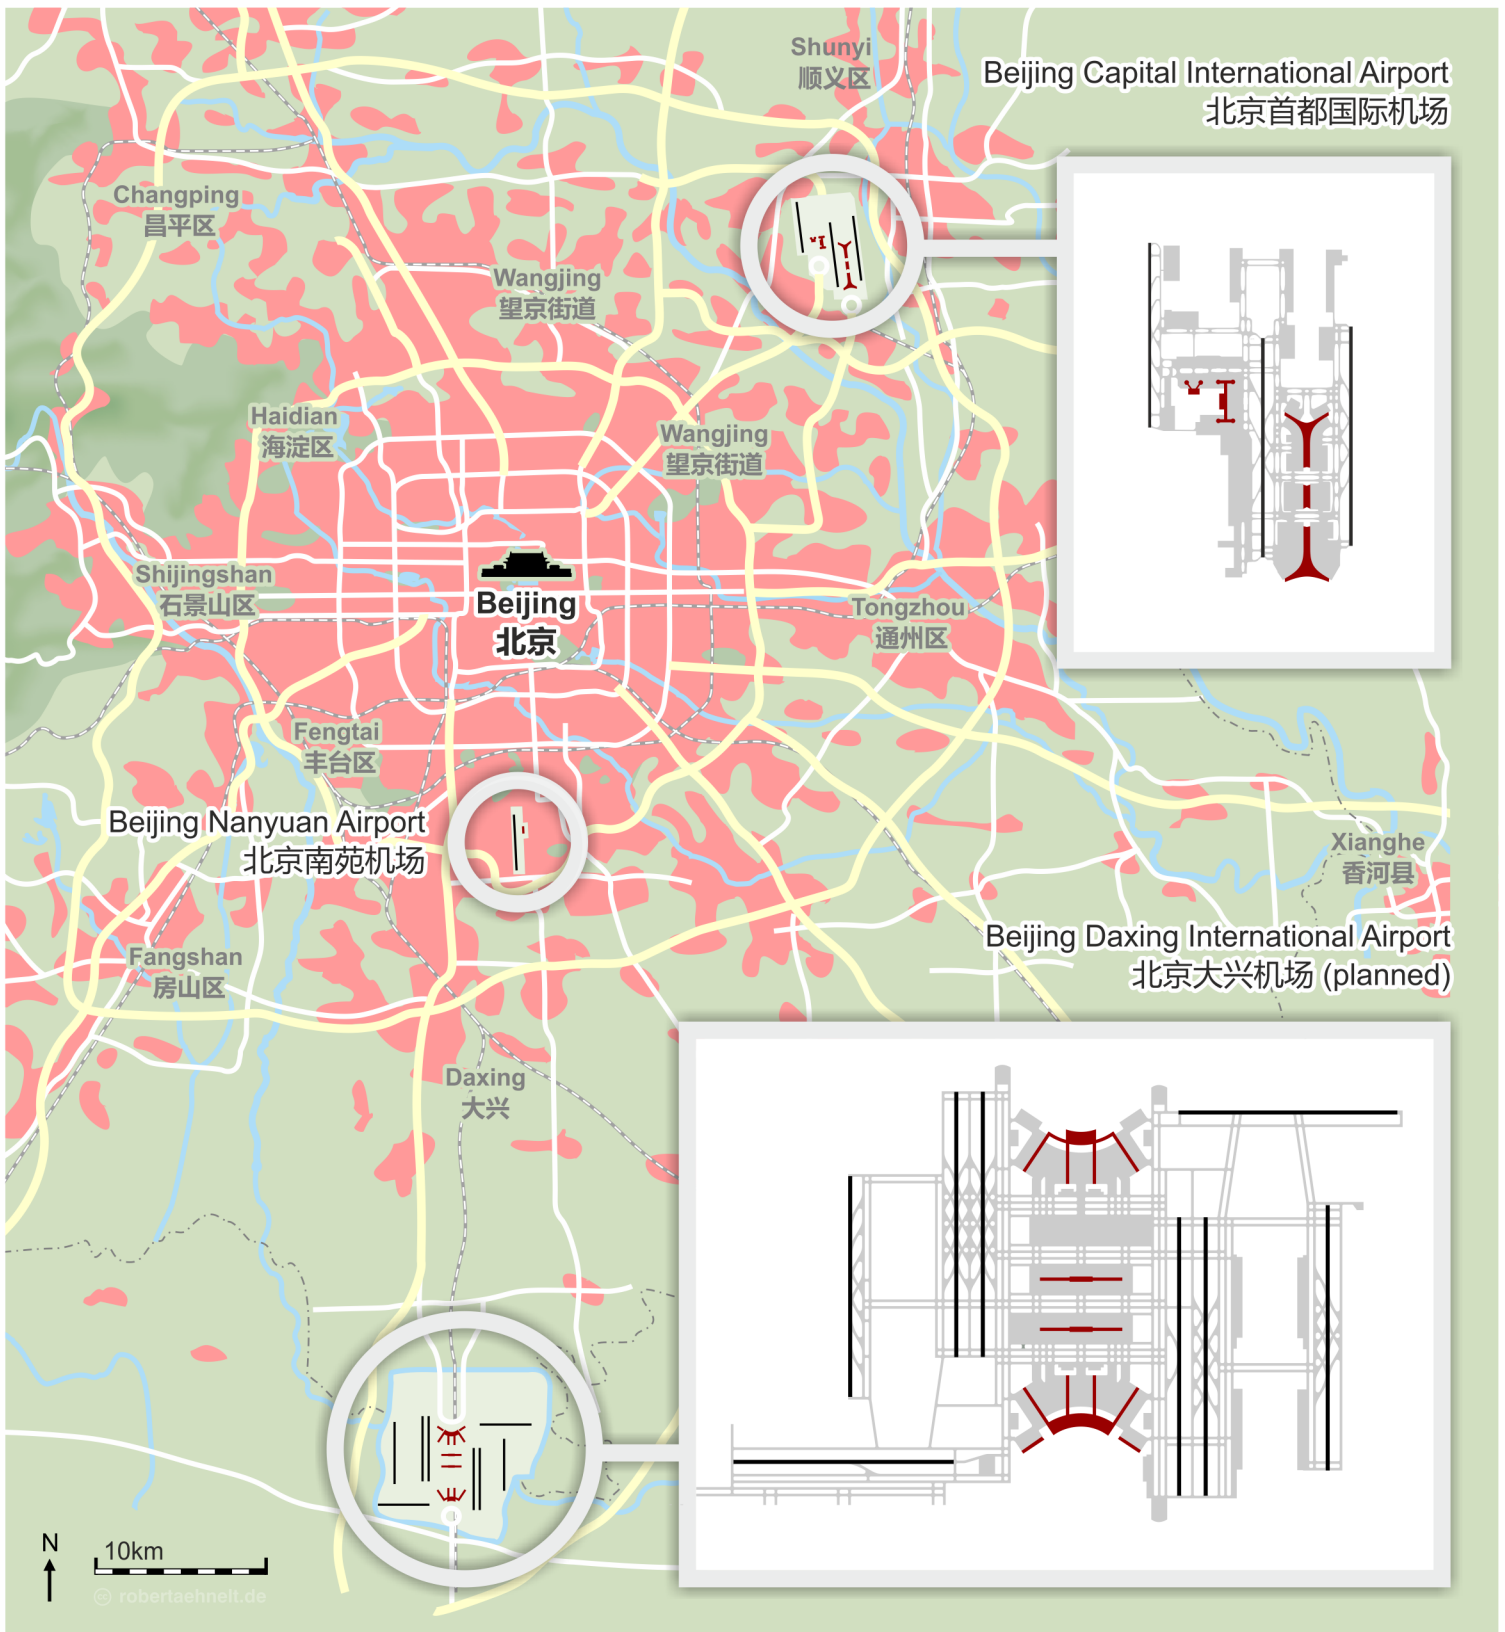 Shunyi
顺义区
Beijing Capital International Airport
北京首都国际机场
Changping
昌平区
Wangjing
望京街道
Haidian
海淀区
Wangjing
望京街道
Shijingshan
石景山区
Beijing
北京
Tongzhou
通州区
Fengtai
丰台区
Beijing Nanyuan Airport
北京南苑机场
Xianghe
香河县
Fangshan
房山区
Beijing Daxing International Airport
北京大兴机场 (planned)
Daxing
大兴
N
10km
cc robertaehnelt.de